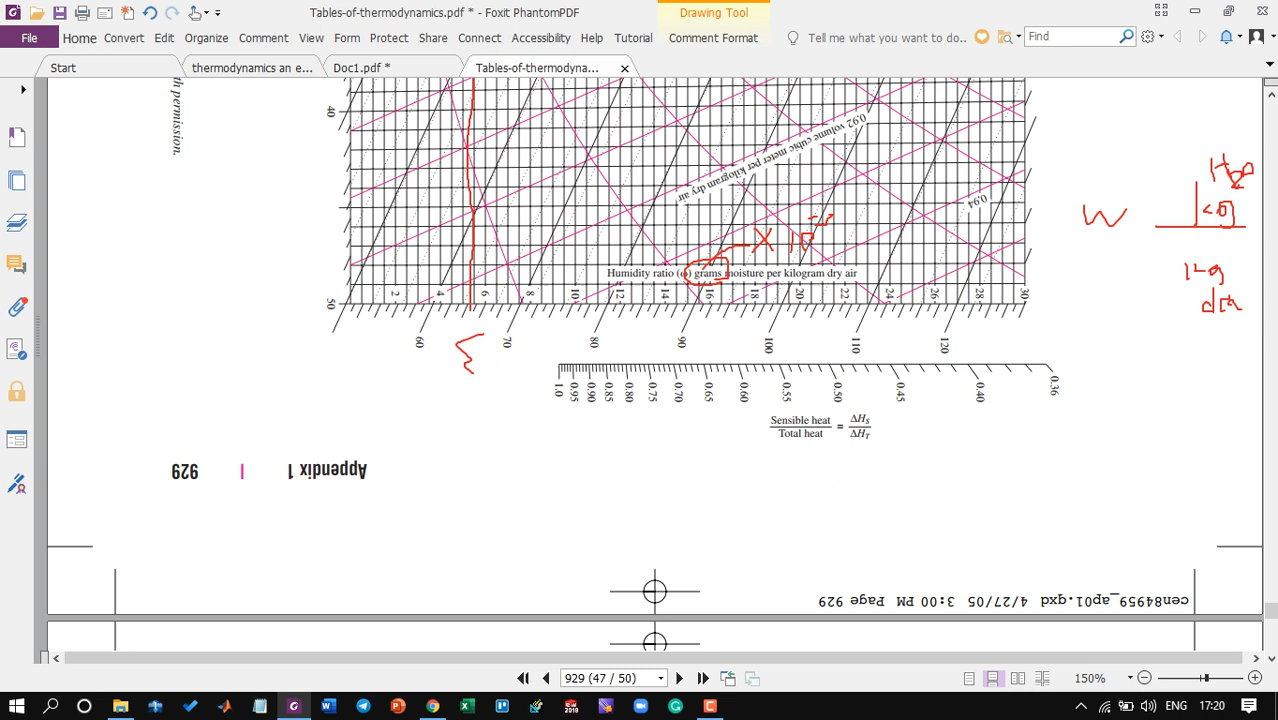 Tables-of-thermodynamics.pdf * - Foxit PhantomPDF
Drawing Tool
File Home Convert Edit Organize Comment View Form Protect Share Connect Accessibility Help Tutorial Comment Format
Tell me what you want to do..
Find
Start
thermodynamics an e...
Doc1.pdf *
Tables-of-thermodyna...
th permission.
40
0.92 volume cubic meter per kilogram dry air
0.94
H2O
W
X 10
Humidity ratio (ω) grams moisture per kilogram dry air
1kg
50
2 4 6 8 10 12 14 16 18 20 22 24 26 28 30
60 70 80 90 100 110 120
1.0 0.95 0.90 0.85 0.80 0.75 0.70 0.65 0.60 0.55 0.50 0.45 0.40 0.36
Sensible heat
Total heat
=
ΔHS
ΔHT
929 | Appendix 1
cen84959_ap01.qxd 4/27/05 3:00 PM Page 929
929 (47 / 50)
150%
ENG 17:20